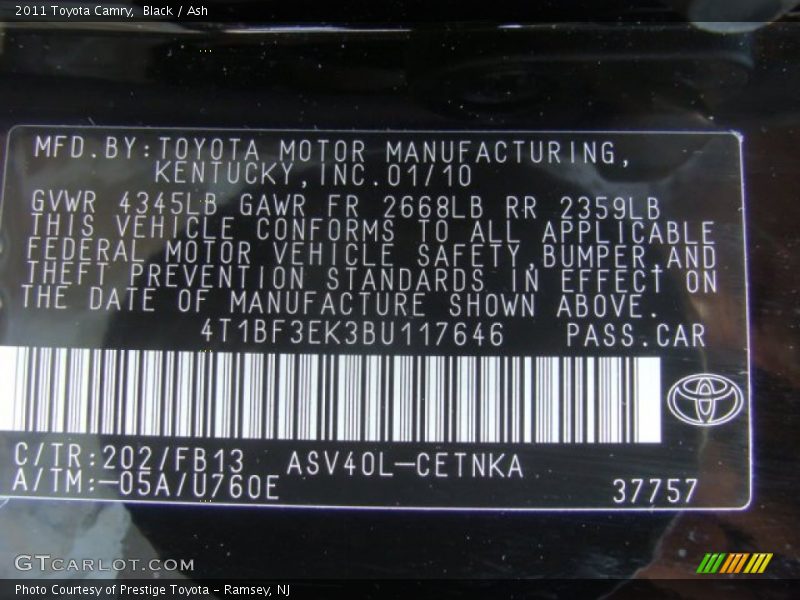 2011 Toyota Camry, Black / Ash
MFD.BY:TOYOTA MOTOR MANUFACTURING,
KENTUCKY,INC.01/10
GVWR 4345LB GAWR FR 2668LB RR 2359LB
THIS VEHICLE CONFORMS TO ALL APPLICABLE
FEDERAL MOTOR VEHICLE SAFETY,BUMPER,AND
THEFT PREVENTION STANDARDS IN EFFECT ON
THE DATE OF MANUFACTURE SHOWN ABOVE.
4T1BF3EK3BU117646 PASS.CAR
C/TR:202/FB13 ASV40L-CETNKA
A/TM:-05A/U760E 37757
GTCARLOT.COM
Photo Courtesy of Prestige Toyota - Ramsey, NJ